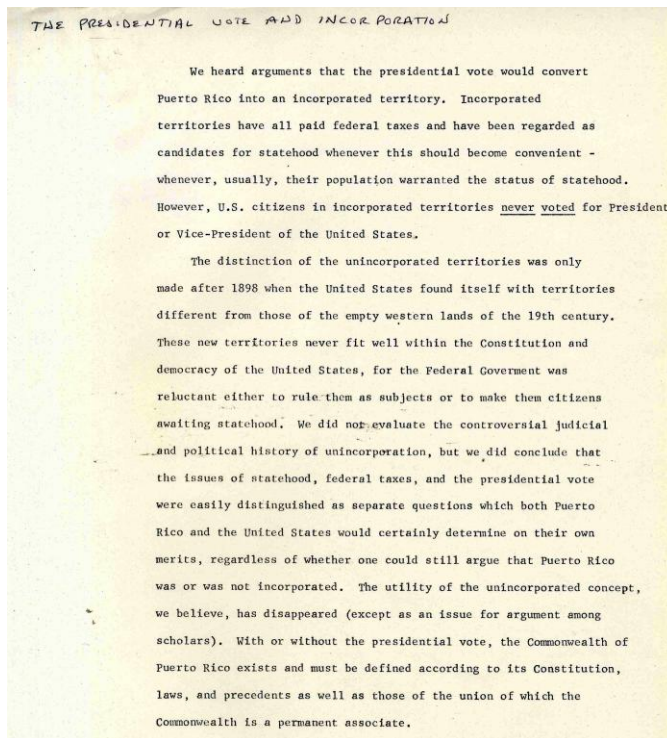 THE PRESIDENTIAL VOTE AND INCORPORATION
We heard arguments that the presidential vote would convert
Puerto Rico into an incorporated territory. Incorporated
territories have all paid federal taxes and have been regarded as
candidates for statehood whenever this should become convenient -
whenever, usually, their population warranted the status of statehood.
However, U.S. citizens in incorporated territories never voted for President
or Vice-President of the United States.
The distinction of the unincorporated territories was only
made after 1898 when the United States found itself with territories
different from those of the empty western lands of the 19th century.
These new territories never fit well within the Constitution and
democracy of the United States, for the Federal Goverment was
reluctant either to rule them as subjects or to make them citizens
awaiting statehood. We did not evaluate the controversial judicial
and political history of unincorporation, but we did conclude that
the issues of statehood, federal taxes, and the presidential vote
were easily distinguished as separate questions which both Puerto
Rico and the United States would certainly determine on their own
merits, regardless of whether one could still argue that Puerto Rico
was or was not incorporated. The utility of the unincorporated concept,
we believe, has disappeared (except as an issue for argument among
scholars). With or without the presidential vote, the Commonwealth of
Puerto Rico exists and must be defined according to its Constitution,
laws, and precedents as well as those of the union of which the
Commonwealth is a permanent associate.